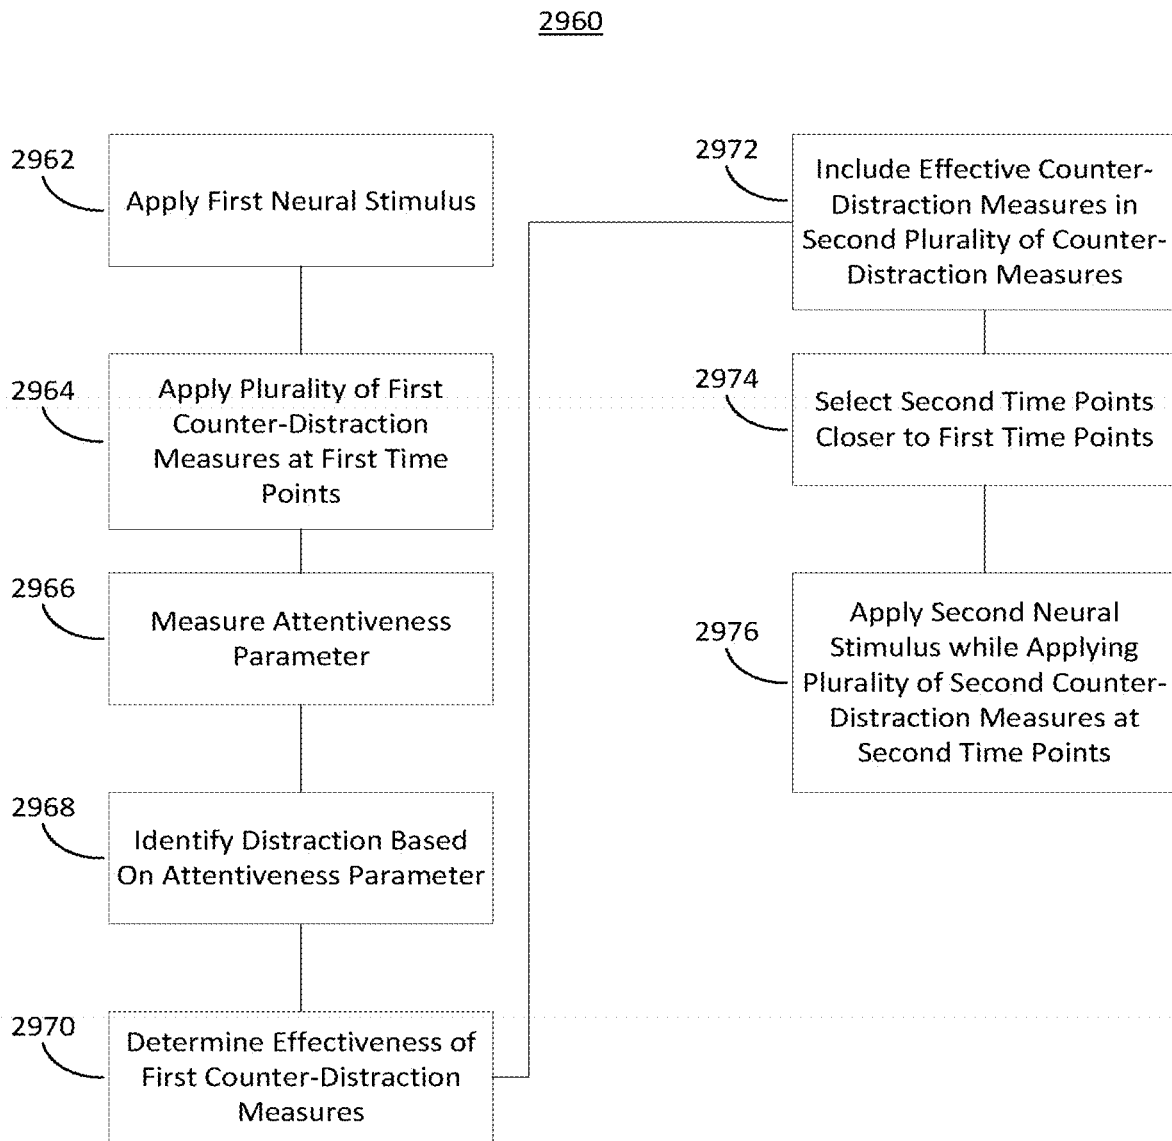 2960
2962
Apply First Neural Stimulus
2964
Apply Plurality of First
Counter-Distraction
Measures at First Time
Points
2966
Measure Attentiveness
Parameter
2968
Identify Distraction Based
On Attentiveness Parameter
2970
Determine Effectiveness of
First Counter-Distraction
Measures
2972
Include Effective Counter-
Distraction Measures in
Second Plurality of Counter-
Distraction Measures
2974
Select Second Time Points
Closer to First Time Points
2976
Apply Second Neural
Stimulus while Applying
Plurality of Second Counter-
Distraction Measures at
Second Time Points